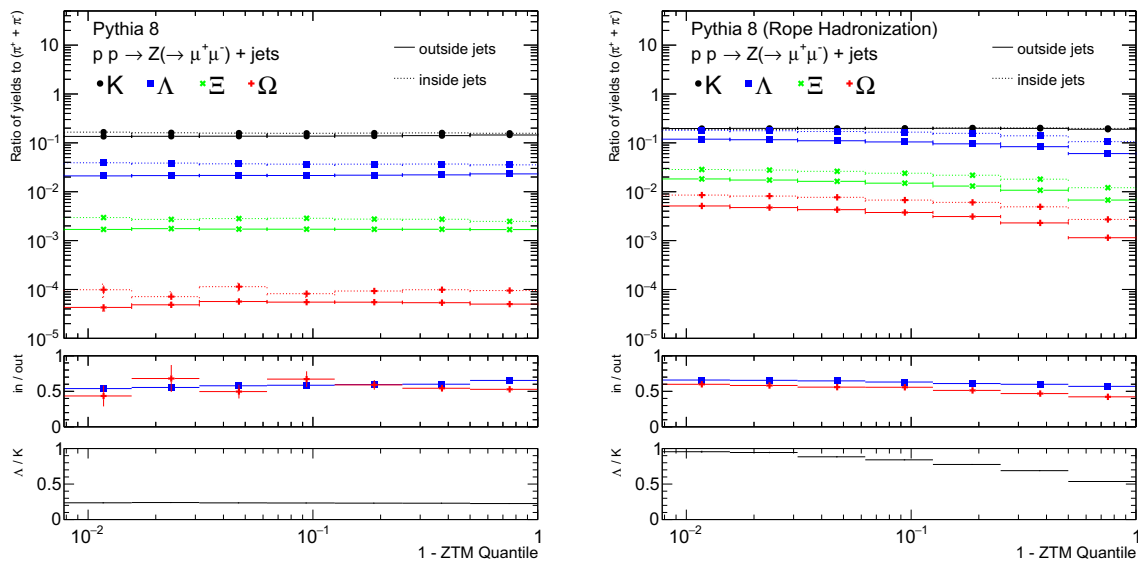 Pythia 8
p p → Z(→ μ⁺μ⁻) + jets
K Λ Ξ Ω
outside jets
inside jets
Ratio of yields to (π⁺ + π⁻)
10
1
10⁻¹
10⁻²
10⁻³
10⁻⁴
10⁻⁵
in / out
1
0.5
0
Λ / K
1
0.5
0
10⁻² 10⁻¹ 1
1 - ZTM Quantile
Pythia 8 (Rope Hadronization)
p p → Z(→ μ⁺μ⁻) + jets
K Λ Ξ Ω
outside jets
inside jets
Ratio of yields to (π⁺ + π⁻)
10
1
10⁻¹
10⁻²
10⁻³
10⁻⁴
10⁻⁵
in / out
1
0.5
0
Λ / K
1
0.5
0
10⁻² 10⁻¹ 1
1 - ZTM Quantile